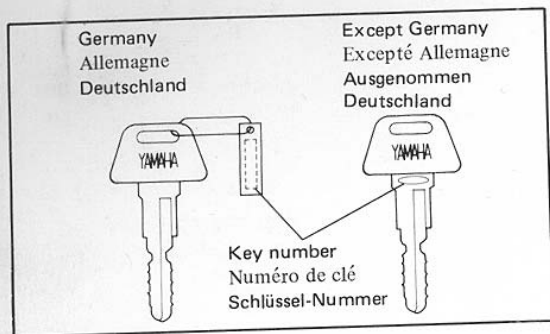 Germany
Allemagne
Deutschland
Except Germany
Excepté Allemagne
Ausgenommen
Deutschland
YAMAHA
YAMAHA
Key number
Numéro de clé
Schlüssel-Nummer